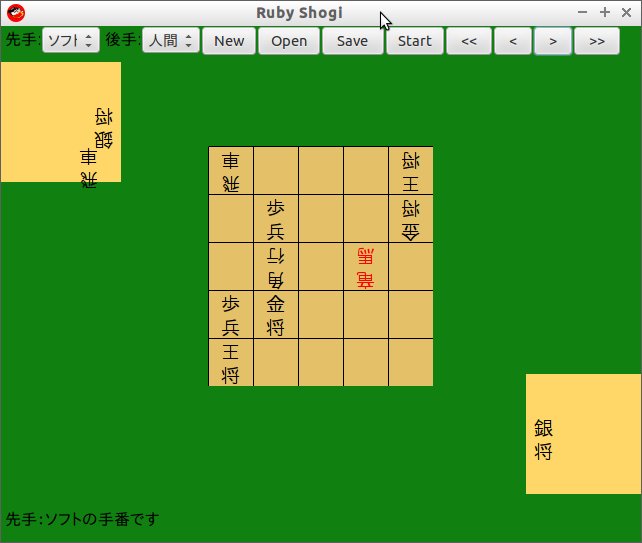 Ruby Shogi
先手: ソフト 後手: 人間 New Open Save Start << < > >>
銀将
飛車
飛車 王将
歩兵 金将
角行 竜馬
歩兵 金将
王将
銀将
先手：ソフトの手番です